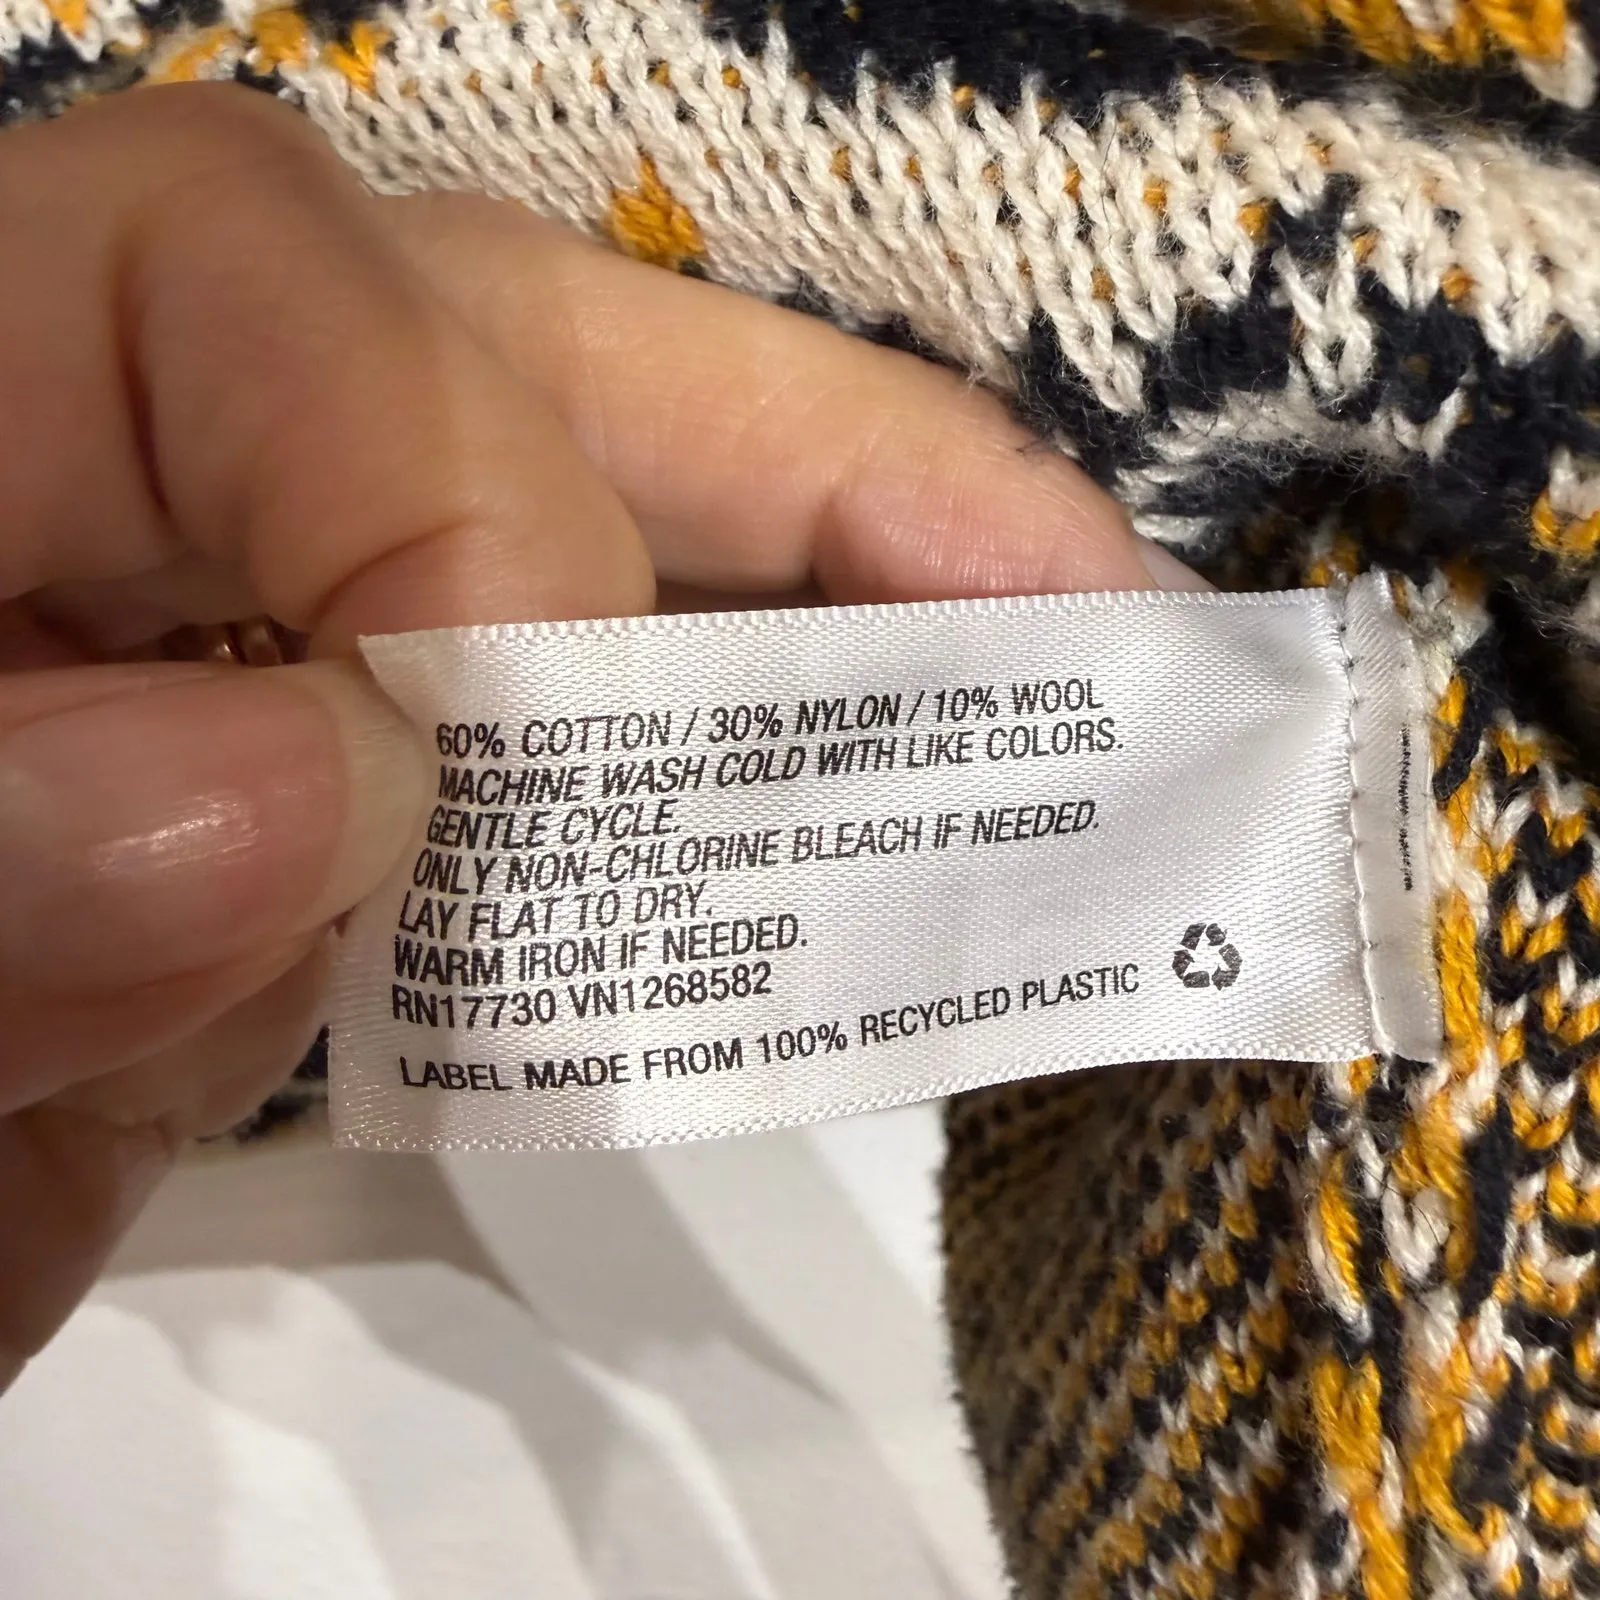 60% COTTON / 30% NYLON / 10% WOOL
MACHINE WASH COLD WITH LIKE COLORS.
GENTLE CYCLE.
ONLY NON-CHLORINE BLEACH IF NEEDED.
LAY FLAT TO DRY.
WARM IRON IF NEEDED.
RN17730 VN1268582
LABEL MADE FROM 100% RECYCLED PLASTIC